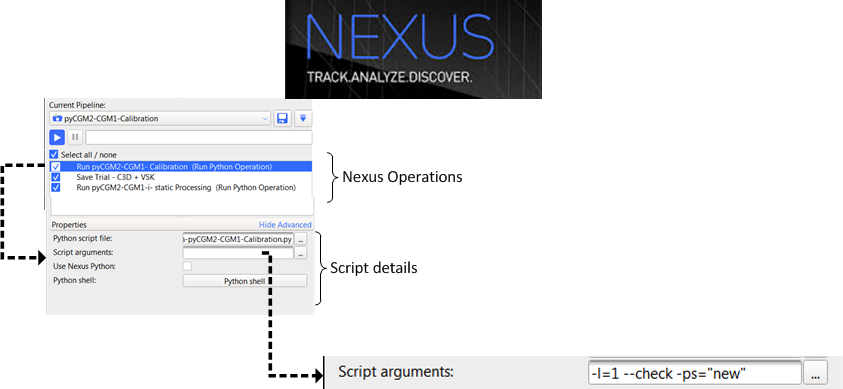 NEXUS
TRACK.ANALYZE.DISCOVER.
Current Pipeline:
pyCGM2-CGM1-Calibration
Select all / none
Run pyCGM2-CGM1- Calibration (Run Python Operation)
Save Trial - C3D + VSK
Run pyCGM2-CGM1-i- static Processing (Run Python Operation)
Nexus Operations
Properties
Hide Advanced
Python script file:
-pyCGM2-CGM1-Calibration.py
...
Script arguments:
...
Use Nexus Python:
Python shell:
Python shell
Script details
Script arguments:
-l=1 --check -ps="new"
...